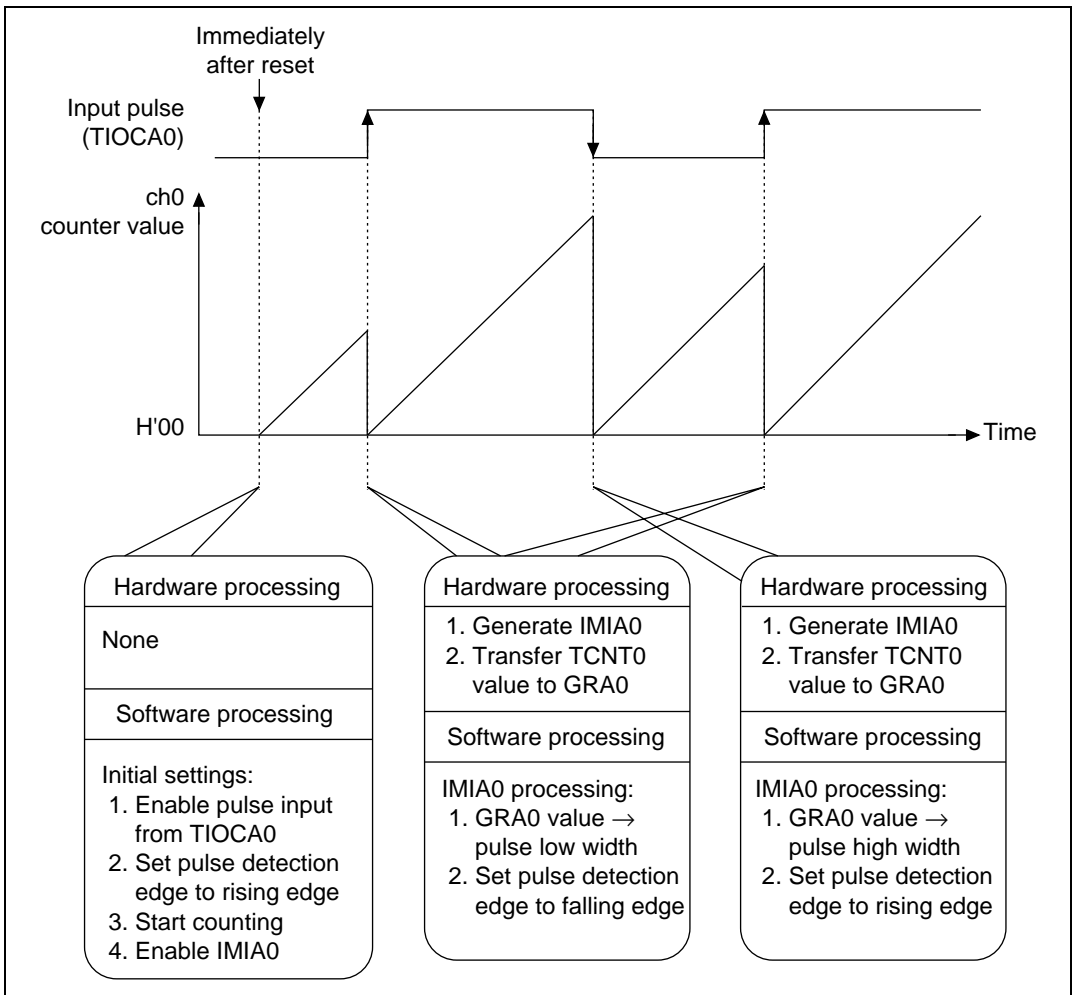 Immediately
after reset
Input pulse
(TIOCA0)
ch0
counter value
H'00
Time
Hardware processing
None
Software processing
Initial settings:
1. Enable pulse input
from TIOCA0
2. Set pulse detection
edge to rising edge
3. Start counting
4. Enable IMIA0
Hardware processing
1. Generate IMIA0
2. Transfer TCNT0
value to GRA0
Software processing
IMIA0 processing:
1. GRA0 value →
pulse low width
2. Set pulse detection
edge to falling edge
Hardware processing
1. Generate IMIA0
2. Transfer TCNT0
value to GRA0
Software processing
IMIA0 processing:
1. GRA0 value →
pulse high width
2. Set pulse detection
edge to rising edge